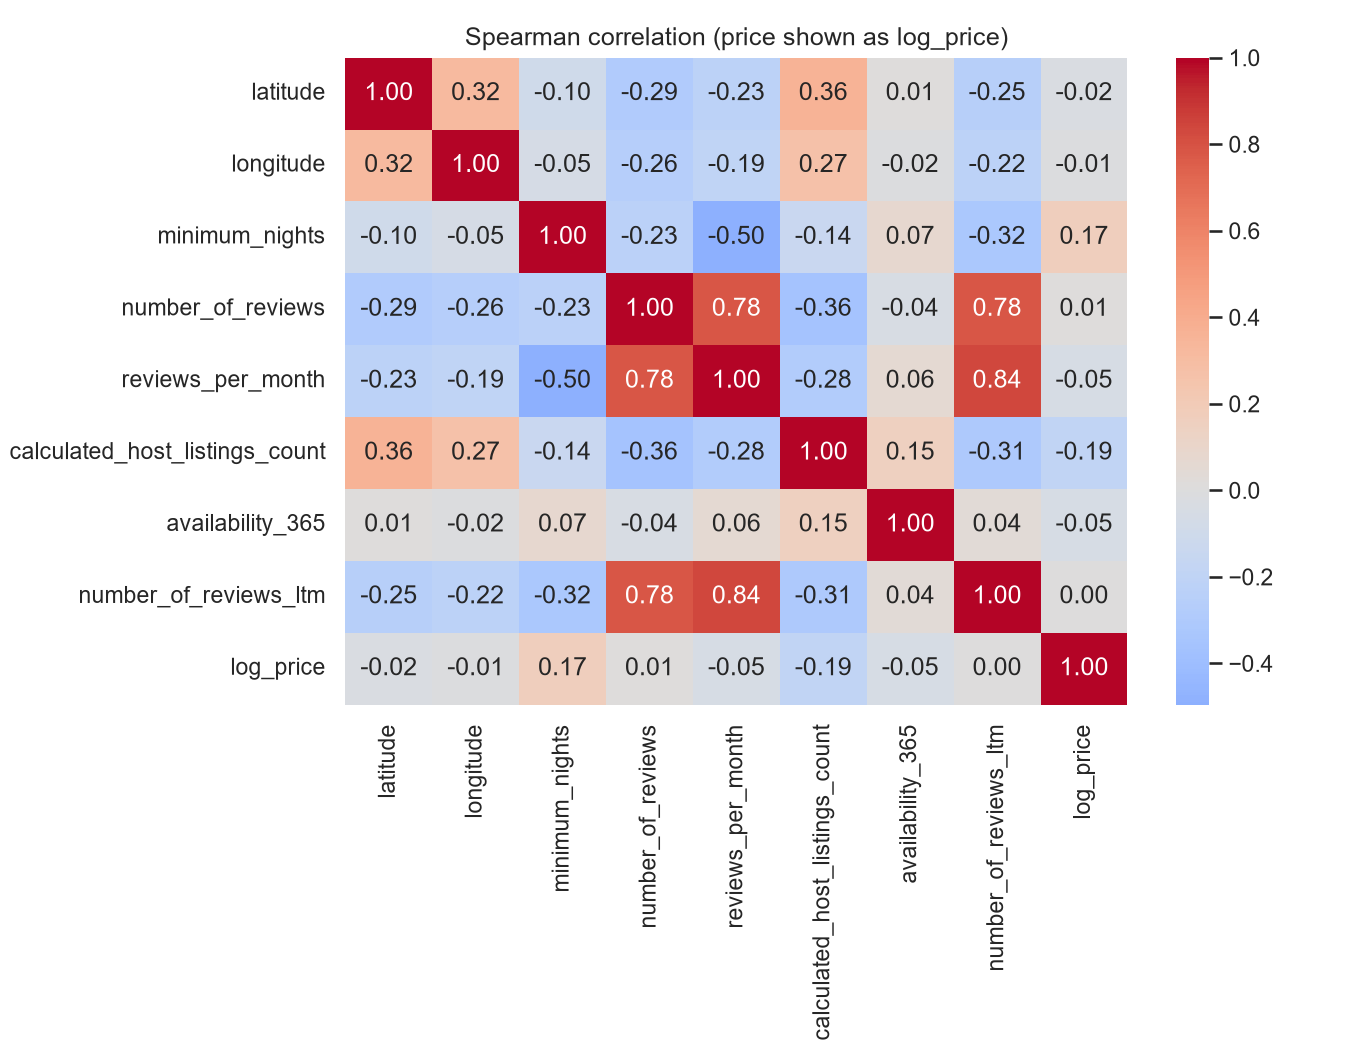 Spearman correlation (price shown as log_price)
latitude 1.00 0.32 -0.10 -0.29 -0.23 0.36 0.01 -0.25 -0.02
longitude 0.32 1.00 -0.05 -0.26 -0.19 0.27 -0.02 -0.22 -0.01
minimum_nights -0.10 -0.05 1.00 -0.23 -0.50 -0.14 0.07 -0.32 0.17
number_of_reviews -0.29 -0.26 -0.23 1.00 0.78 -0.36 -0.04 0.78 0.01
reviews_per_month -0.23 -0.19 -0.50 0.78 1.00 -0.28 0.06 0.84 -0.05
calculated_host_listings_count 0.36 0.27 -0.14 -0.36 -0.28 1.00 0.15 -0.31 -0.19
availability_365 0.01 -0.02 0.07 -0.04 0.06 0.15 1.00 0.04 -0.05
number_of_reviews_ltm -0.25 -0.22 -0.32 0.78 0.84 -0.31 0.04 1.00 0.00
log_price -0.02 -0.01 0.17 0.01 -0.05 -0.19 -0.05 0.00 1.00
latitude
longitude
minimum_nights
number_of_reviews
reviews_per_month
calculated_host_listings_count
availability_365
number_of_reviews_ltm
log_price
1.0
0.8
0.6
0.4
0.2
0.0
−0.2
−0.4